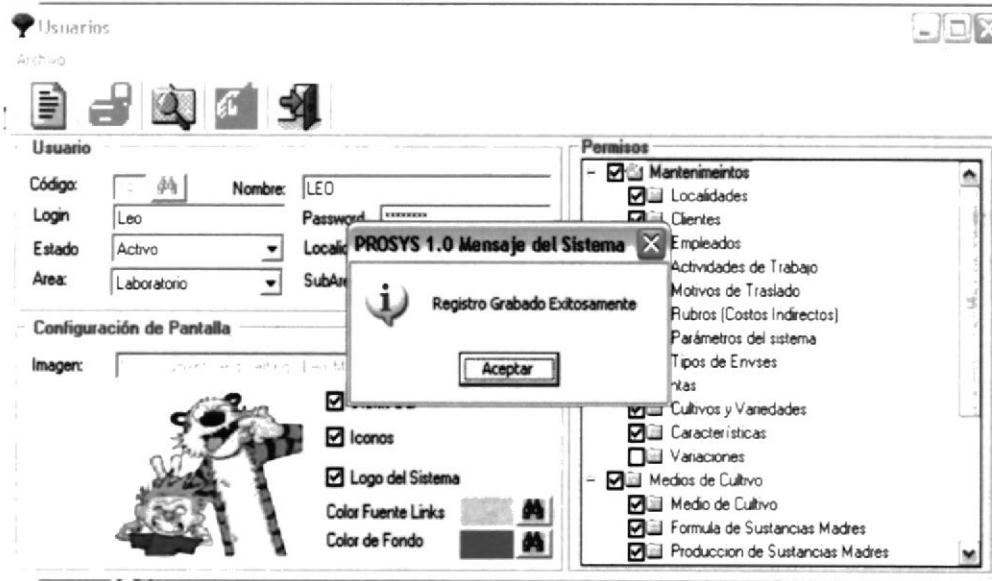 Usuarios
Archivo
Usuario
Código:
Nombre: LEO
Login Leo
Password ********
Estado Activo
Area: Laboratorio
Configuración de Pantalla
Imagen:
Iconos
Logo del Sistema
Color Fuente Links
Color de Fondo
PROSYS 1.0 Mensaje del Sistema
Registro Grabado Exitosamente
Aceptar
Permisos
Mantenimeintos
Localidades
Clientes
Empleados
Actividades de Trabajo
Motivos de Traslado
Rubros (Costos Indirectos)
Parámetros del sistema
Tipos de Envses
Cultivos y Variedades
Características
Variaciones
Medios de Cultivo
Medio de Cultivo
Formula de Sustancias Madres
Produccion de Sustancias Madres